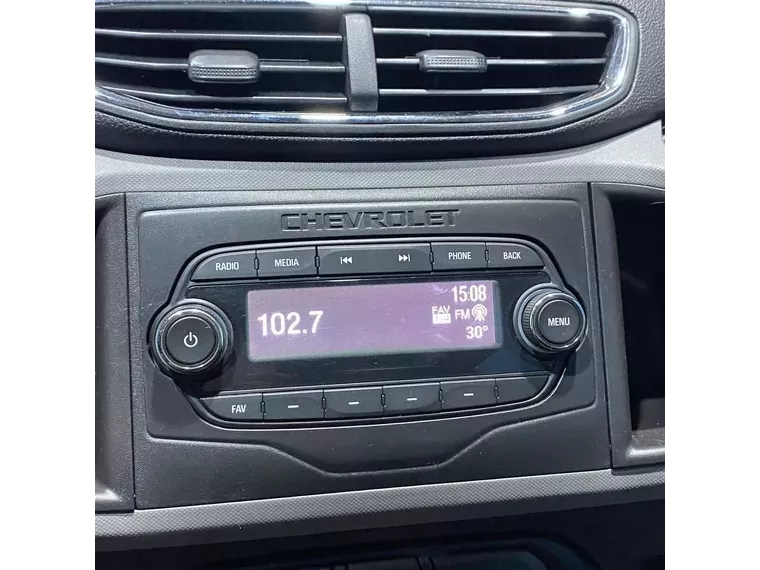 CHEVROLET
RADIO MEDIA PHONE BACK
15:08
102.7 FAV FM
30°
MENU
FAV